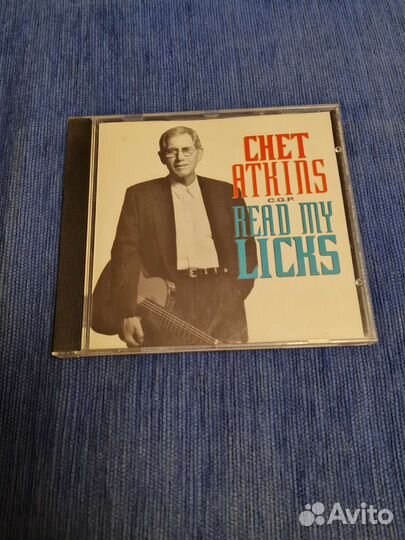 CHET
ATKINS
C.G.P.
READ MY
LICKS
Avito